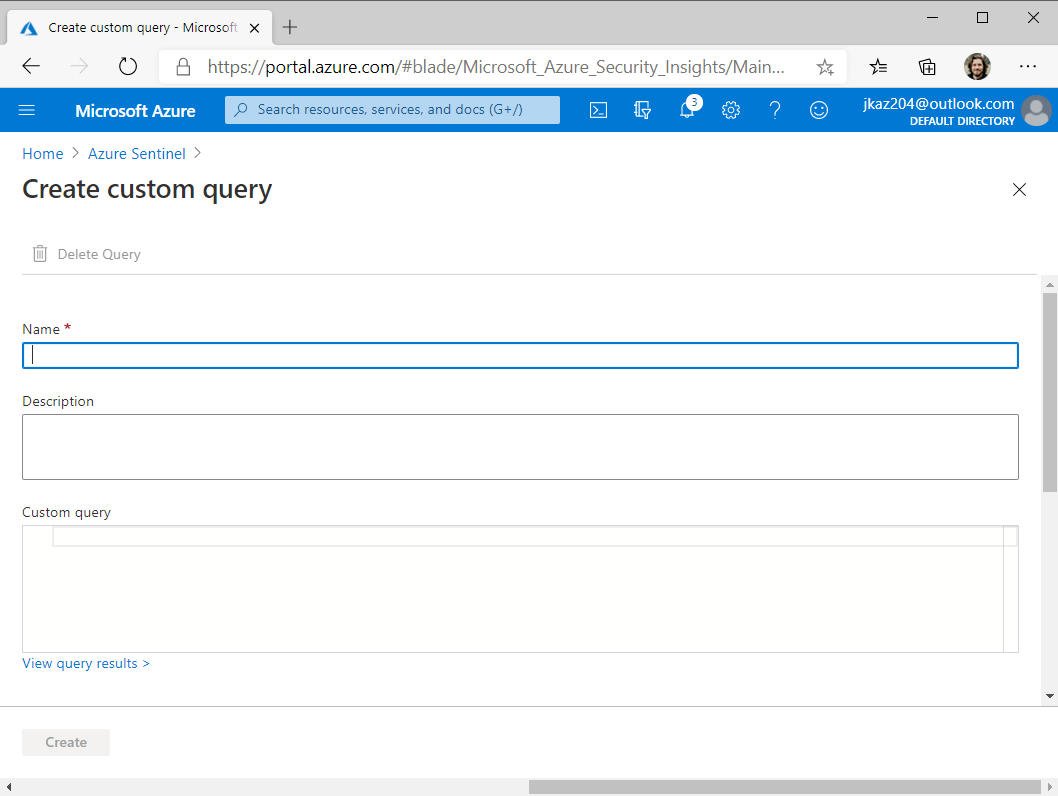 Create custom query - Microsoft
https://portal.azure.com/#blade/Microsoft_Azure_Security_Insights/Main...
Microsoft Azure
Search resources, services, and docs (G+/)
3
jkaz204@outlook.com
DEFAULT DIRECTORY
Home > Azure Sentinel >
Create custom query
Delete Query
Name *
Description
Custom query
View query results >
Create